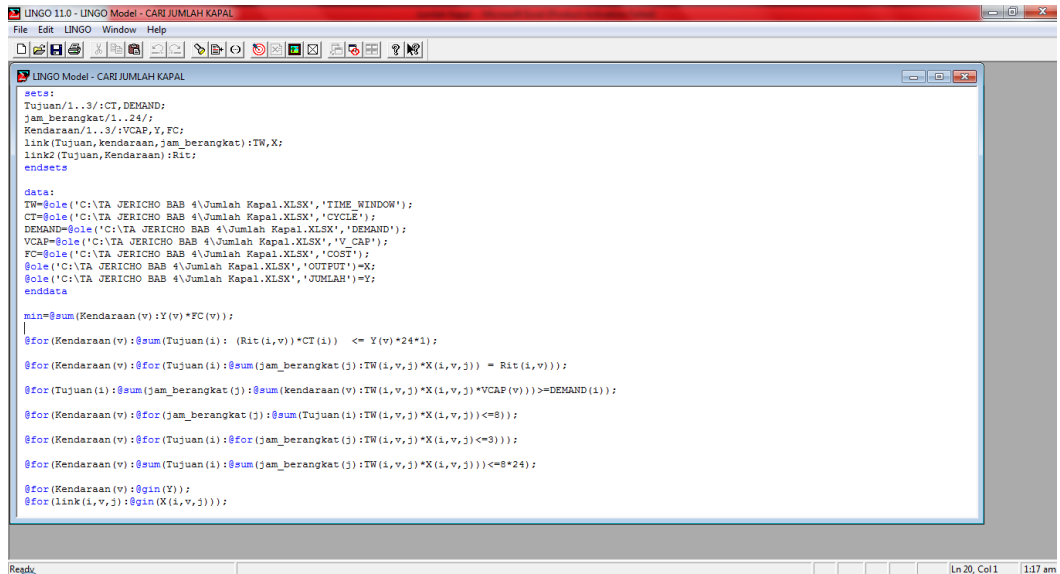 LINGO 11.0 - LINGO Model - CARI JUMLAH KAPAL
File Edit LINGO Window Help
LINGO Model - CARI JUMLAH KAPAL
sets:
Tujuan/1..3/:CT,DEMAND;
jam_berangkat/1..24/;
Kendaraan/1..3/:VCAP,Y,FC;
link(Tujuan,kendaraan,jam_berangkat):TW,X;
link2(Tujuan,Kendaraan):Rit;
endsets
data:
TW=@ole('C:\TA JERICHO BAB 4\Jumlah Kapal.XLSX','TIME_WINDOW');
CT=@ole('C:\TA JERICHO BAB 4\Jumlah Kapal.XLSX','CYCLE');
DEMAND=@ole('C:\TA JERICHO BAB 4\Jumlah Kapal.XLSX','DEMAND');
VCAP=@ole('C:\TA JERICHO BAB 4\Jumlah Kapal.XLSX','V_CAP');
FC=@ole('C:\TA JERICHO BAB 4\Jumlah Kapal.XLSX','COST');
@ole('C:\TA JERICHO BAB 4\Jumlah Kapal.XLSX','OUTPUT')=X;
@ole('C:\TA JERICHO BAB 4\Jumlah Kapal.XLSX','JUMLAH')=Y;
enddata
min=@sum(Kendaraan(v):Y(v)*FC(v));
@for(Kendaraan(v):@sum(Tujuan(i): (Rit(i,v))*CT(i))  <= Y(v)*24*1);
@for(Kendaraan(v):@for(Tujuan(i):@sum(jam_berangkat(j):TW(i,v,j)*X(i,v,j)) = Rit(i,v)));
@for(Tujuan(i):@sum(jam_berangkat(j):@sum(kendaraan(v):TW(i,v,j)*X(i,v,j)*VCAP(v)))>=DEMAND(i));
@for(Kendaraan(v):@for(jam_berangkat(j):@sum(Tujuan(i):TW(i,v,j)*X(i,v,j))<=8));
@for(Kendaraan(v):@for(Tujuan(i):@for(jam_berangkat(j):TW(i,v,j)*X(i,v,j)<=3)));
@for(Kendaraan(v):@sum(Tujuan(i):@sum(jam_berangkat(j):TW(i,v,j)*X(i,v,j)))<=8*24);
@for(Kendaraan(v):@gin(Y));
@for(link(i,v,j):@gin(X(i,v,j)));
Ready Ln 20, Col 1 1:17 am